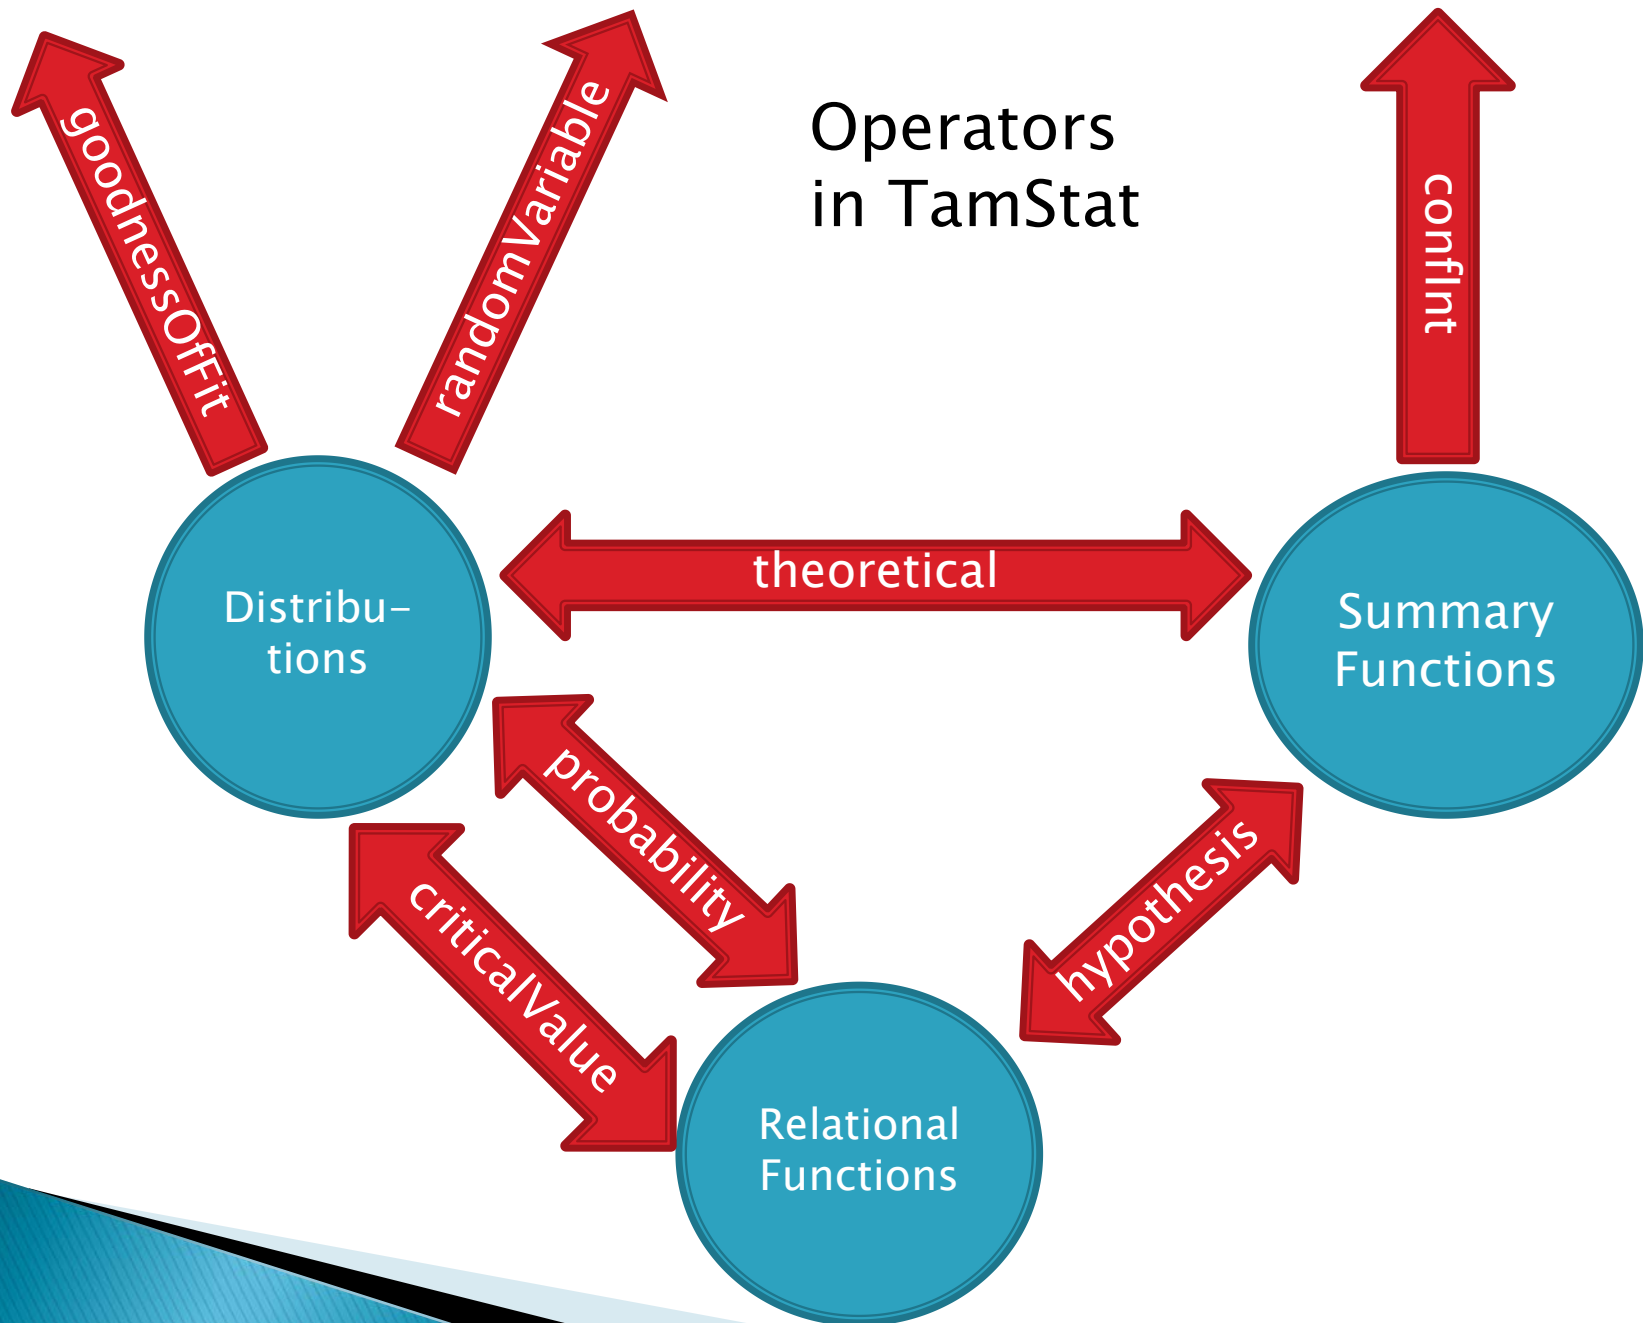 goodnessOfFit
randomVariable
Operators
in TamStat
confInt
theoretical
Distribu-
tions
Summary
Functions
probability
criticalValue
hypothesis
Relational
Functions